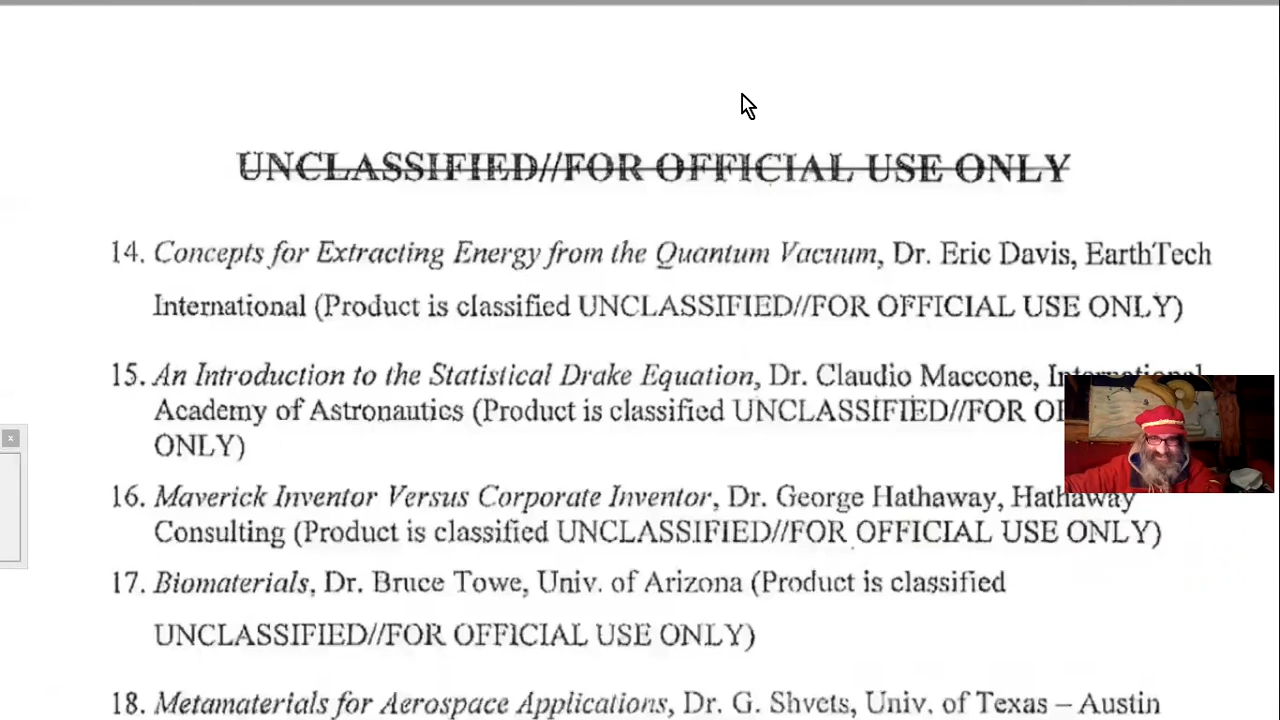 UNCLASSIFIED//FOR OFFICIAL USE ONLY
14. Concepts for Extracting Energy from the Quantum Vacuum, Dr. Eric Davis, EarthTech
International (Product is classified UNCLASSIFIED//FOR OFFICIAL USE ONLY)
15. An Introduction to the Statistical Drake Equation, Dr. Claudio Maccone, International
Academy of Astronautics (Product is classified UNCLASSIFIED//FOR
ONLY)
16. Maverick Inventor Versus Corporate Inventor, Dr. George Hathaway, Hathaway
Consulting (Product is classified UNCLASSIFIED//FOR OFFICIAL USE ONLY)
17. Biomaterials, Dr. Bruce Towe, Univ. of Arizona (Product is classified
UNCLASSIFIED//FOR OFFICIAL USE ONLY)
18. Metamaterials for Aerospace Applications, Dr. G. Shvets, Univ. of Texas – Austin